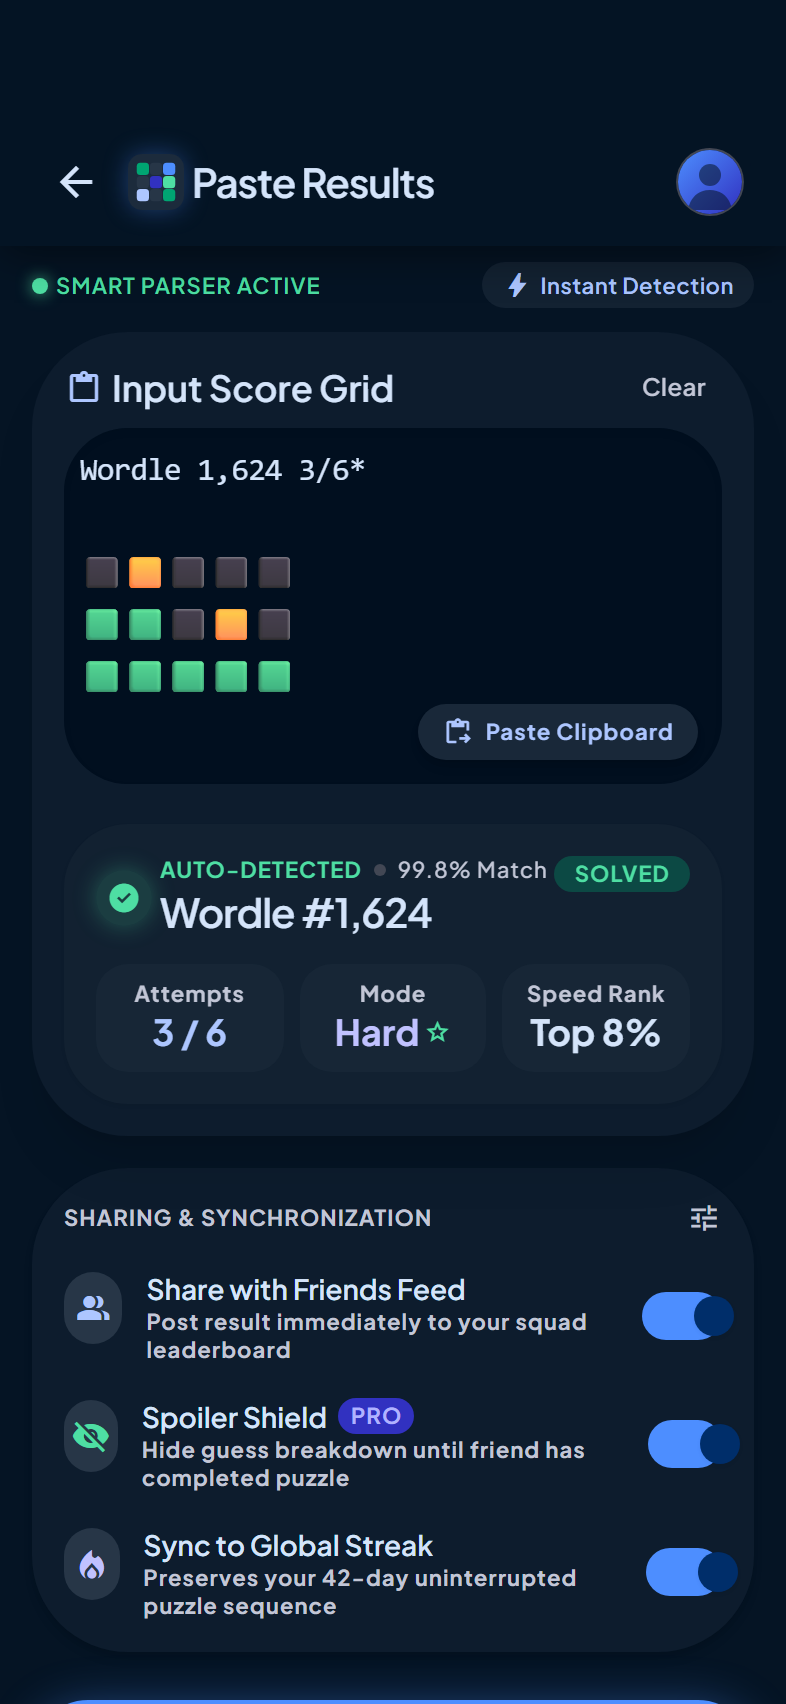 Paste Results
SMART PARSER ACTIVE
Instant Detection
Input Score Grid
Clear
Wordle 1,624 3/6*
Paste Clipboard
AUTO-DETECTED • 99.8% Match
SOLVED
Wordle #1,624
Attempts
3 / 6
Mode
Hard
Speed Rank
Top 8%
SHARING & SYNCHRONIZATION
Share with Friends Feed
Post result immediately to your squad
leaderboard
Spoiler Shield PRO
Hide guess breakdown until friend has
completed puzzle
Sync to Global Streak
Preserves your 42-day uninterrupted
puzzle sequence